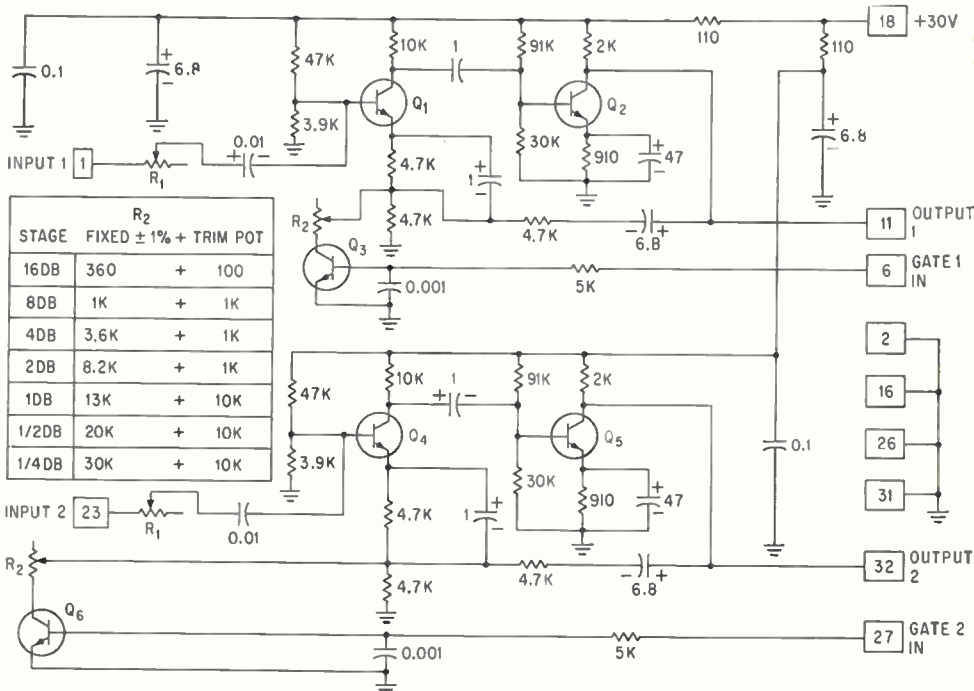 18 +30V
110
110
10K
1
91K
2K
47K
0.1
+
6.8
-
Q1
Q2
+
6.8
-
3.9K
0.01
+ -
30K
910
+
47
INPUT 1 1
R1
4.7K
+
1
-
R2
STAGE FIXED ± 1% + TRIM POT
16DB 360 + 100
8DB 1K + 1K
4DB 3.6K + 1K
2DB 8.2K + 1K
1DB 13K + 10K
1/2DB 20K + 10K
1/4DB 30K + 10K
R2
4.7K
4.7K
- +
6.8
11 OUTPUT
1
Q3
0.001
5K
6 GATE 1
IN
2
16
26
31
10K
1
+ -
91K
2K
47K
Q4
Q5
0.1
3.9K
30K
910
+
47
INPUT 2 23
R1
0.01
4.7K
+
1
-
R2
4.7K
4.7K
- +
6.8
32 OUTPUT
2
Q6
0.001
5K
27 GATE 2
IN